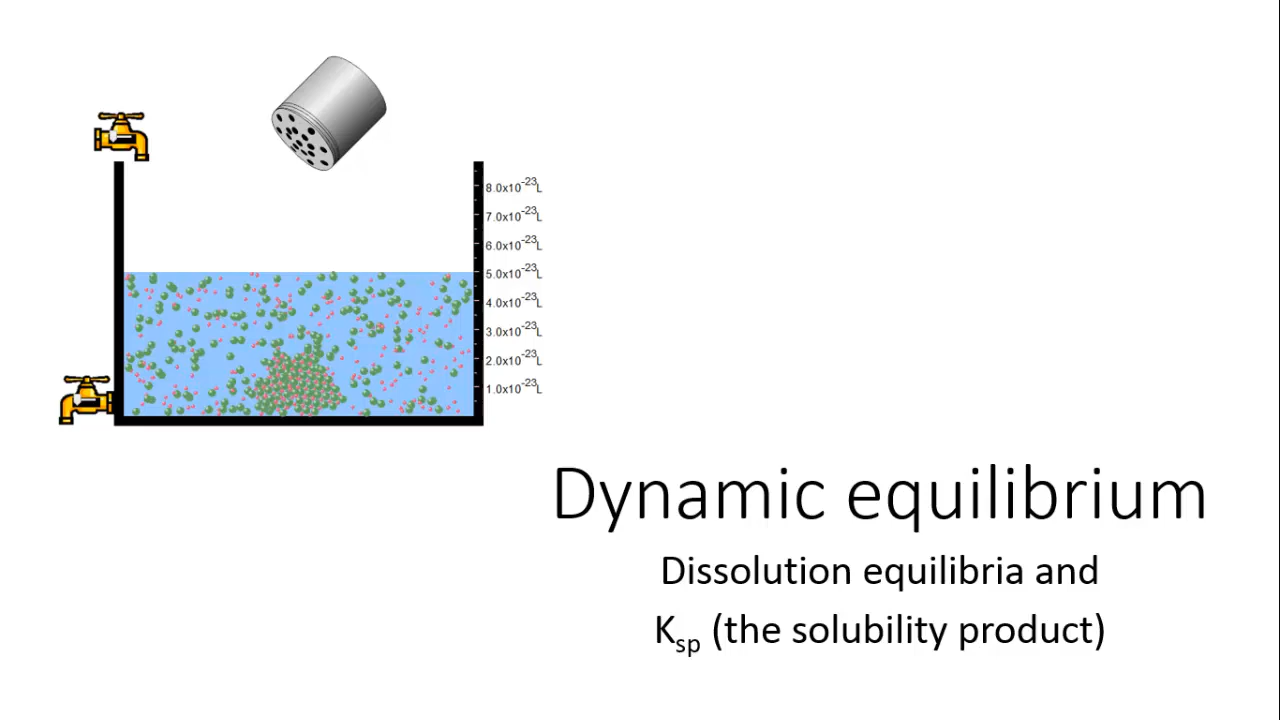 8.0x10⁻²³L
7.0x10⁻²³L
6.0x10⁻²³L
5.0x10⁻²³L
4.0x10⁻²³L
3.0x10⁻²³L
2.0x10⁻²³L
1.0x10⁻²³L
Dynamic equilibrium
Dissolution equilibria and
Ksp (the solubility product)